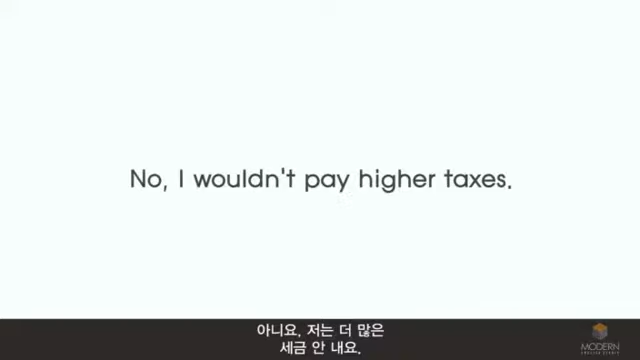 No, I wouldn't pay higher taxes.
아니요, 저는 더 많은
세금 안 내요.
MODERN